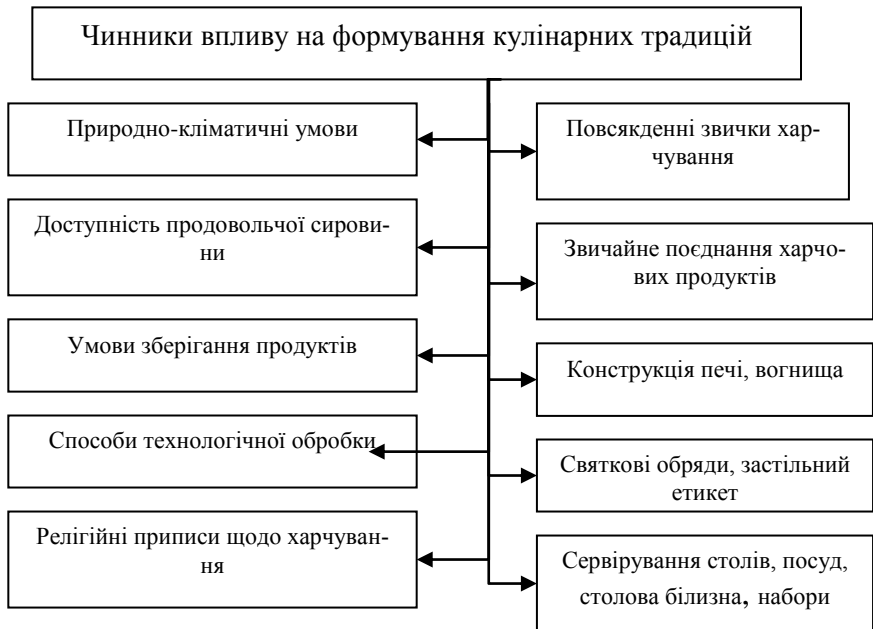 Чинники впливу на формування кулінарних традицій
Природно-кліматичні умови
Доступність продовольчої сирови-
ни
Умови зберігання продуктів
Способи технологічної обробки
Релігійні приписи щодо харчуван-
ня
Повсякденні звички хар-
чування
Звичайне поєднання харчо-
вих продуктів
Конструкція печі, вогнища
Святкові обряди, застільний
етикет
Сервірування столів, посуд,
столова білизна, набори